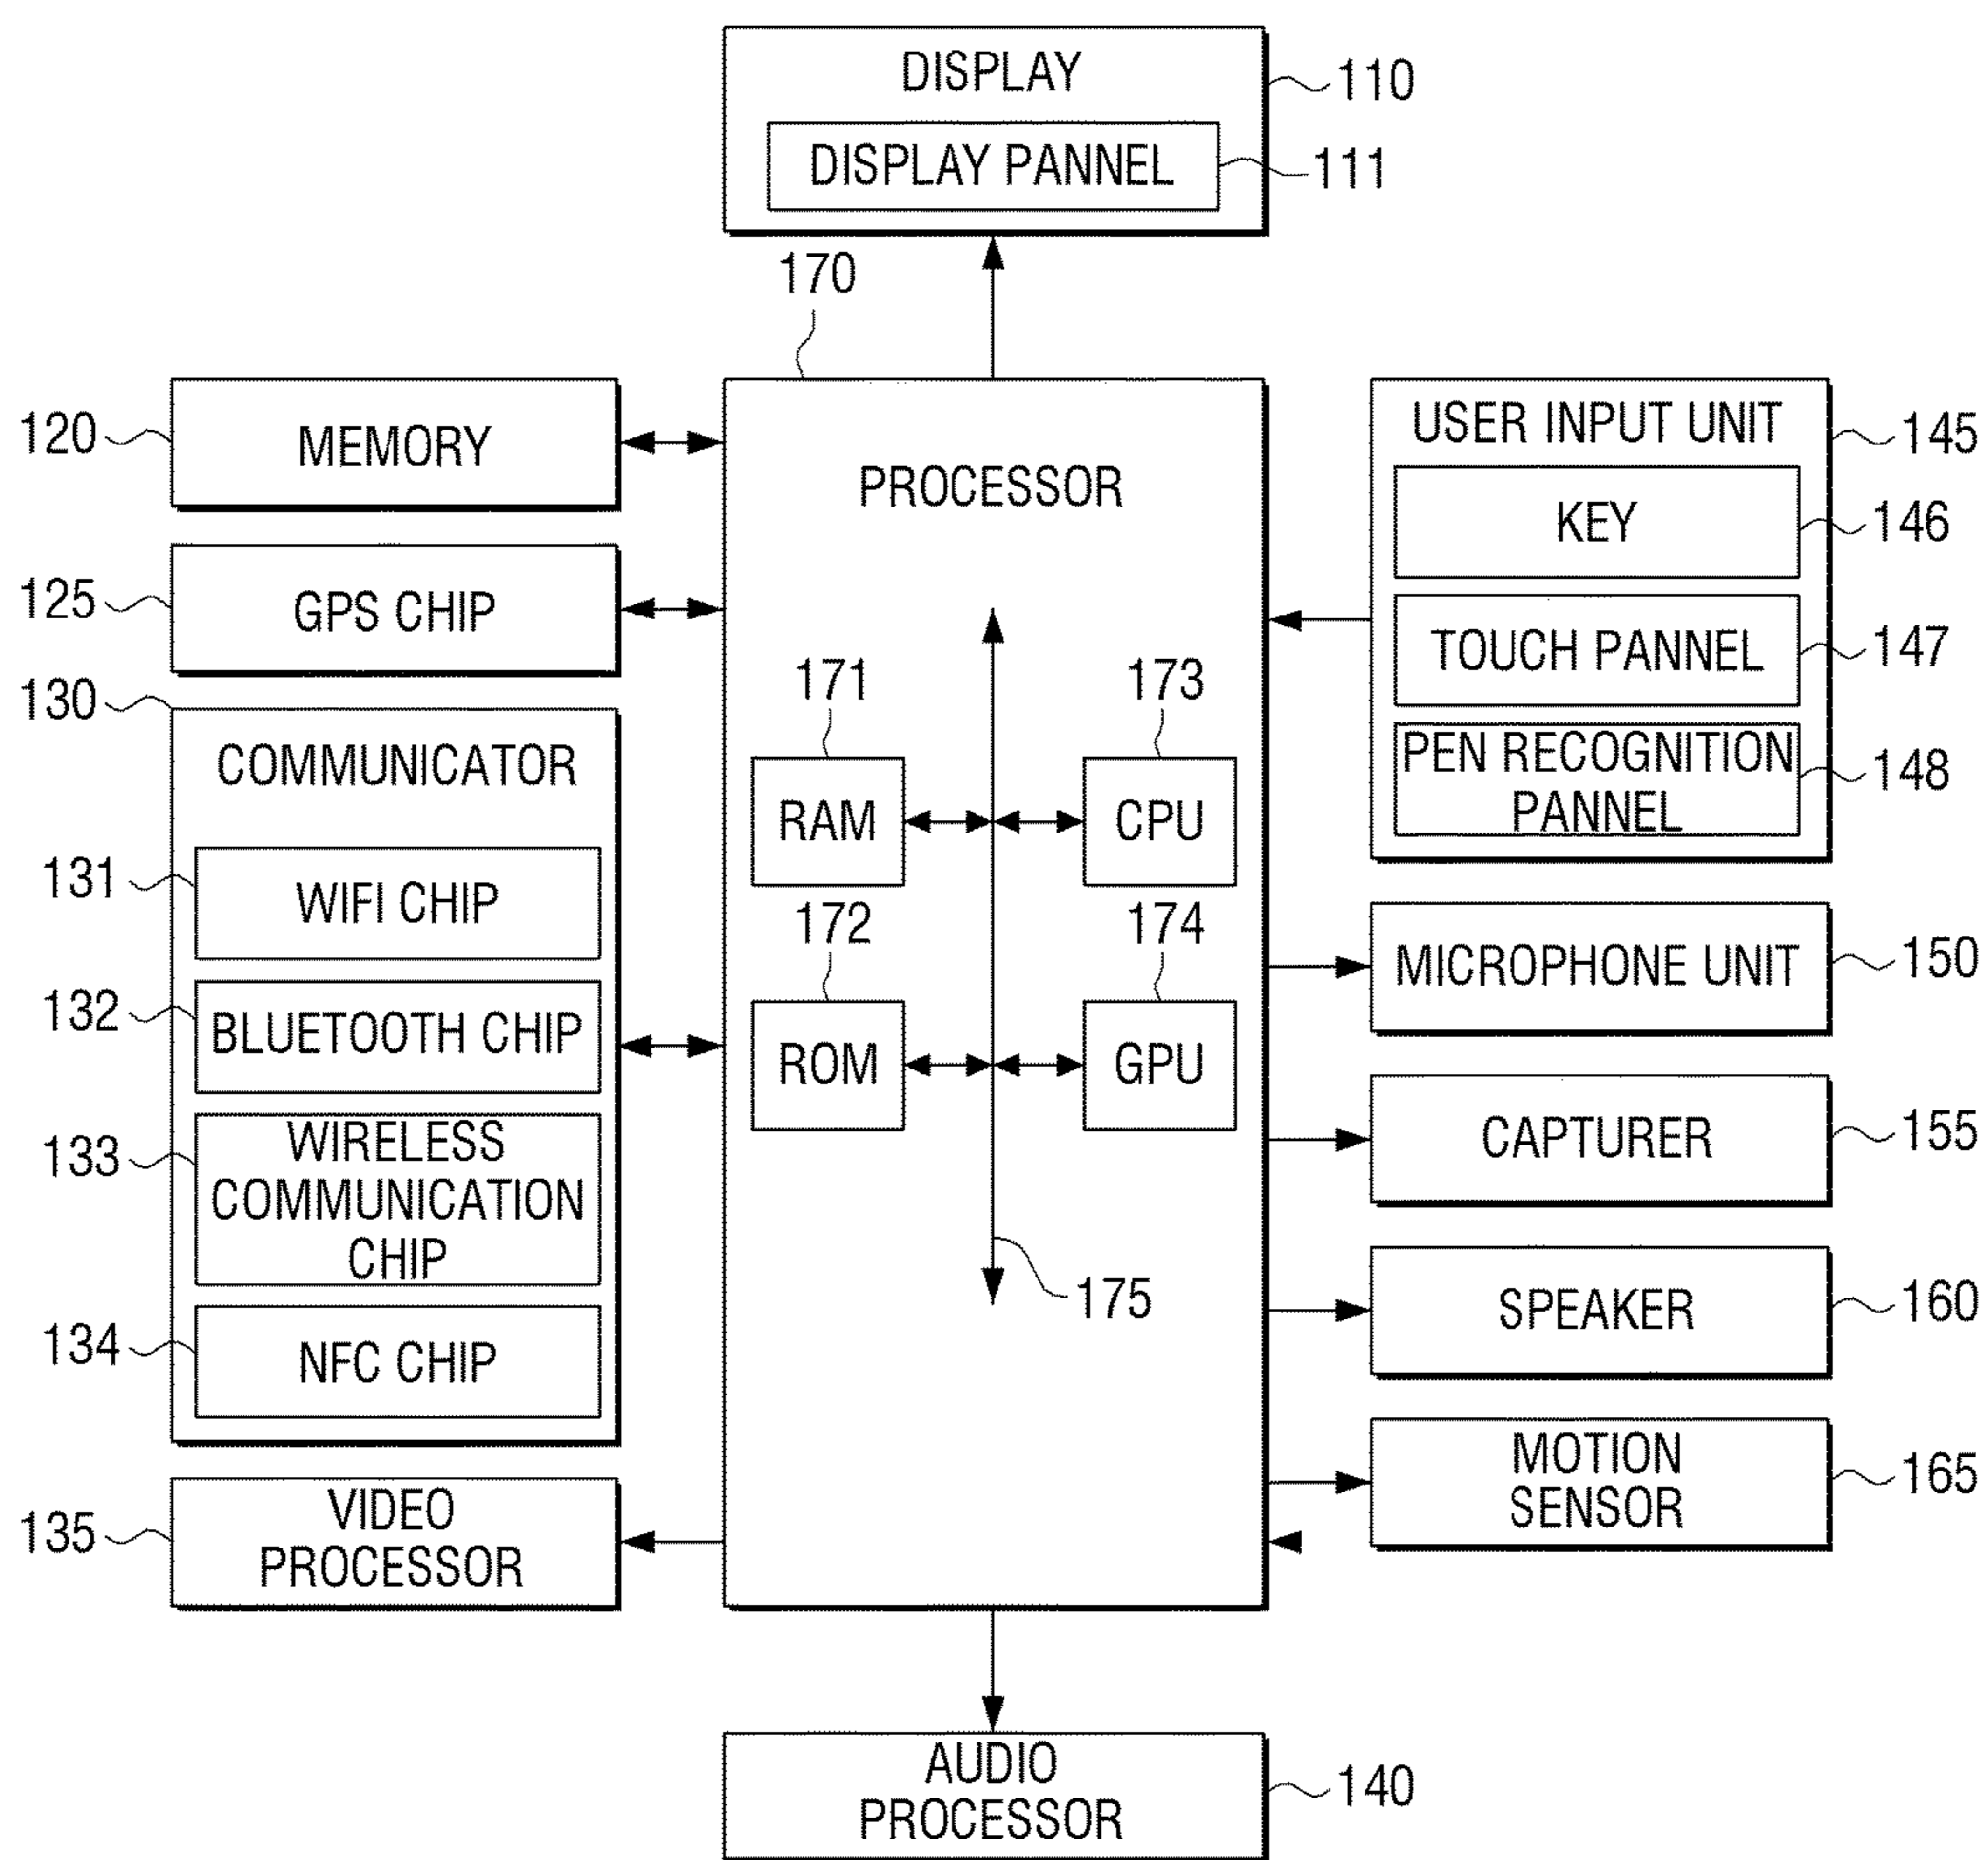 DISPLAY
110
DISPLAY PANNEL
111
170
120
MEMORY
PROCESSOR
USER INPUT UNIT
145
KEY
146
125
GPS CHIP
TOUCH PANNEL
147
130
COMMUNICATOR
171
173
PEN RECOGNITION
PANNEL
148
RAM
CPU
131
WIFI CHIP
172
174
MICROPHONE UNIT
150
132
BLUETOOTH CHIP
ROM
GPU
133
WIRELESS
COMMUNICATION
CHIP
CAPTURER
155
175
SPEAKER
160
134
NFC CHIP
MOTION
SENSOR
165
135
VIDEO
PROCESSOR
AUDIO
PROCESSOR
140